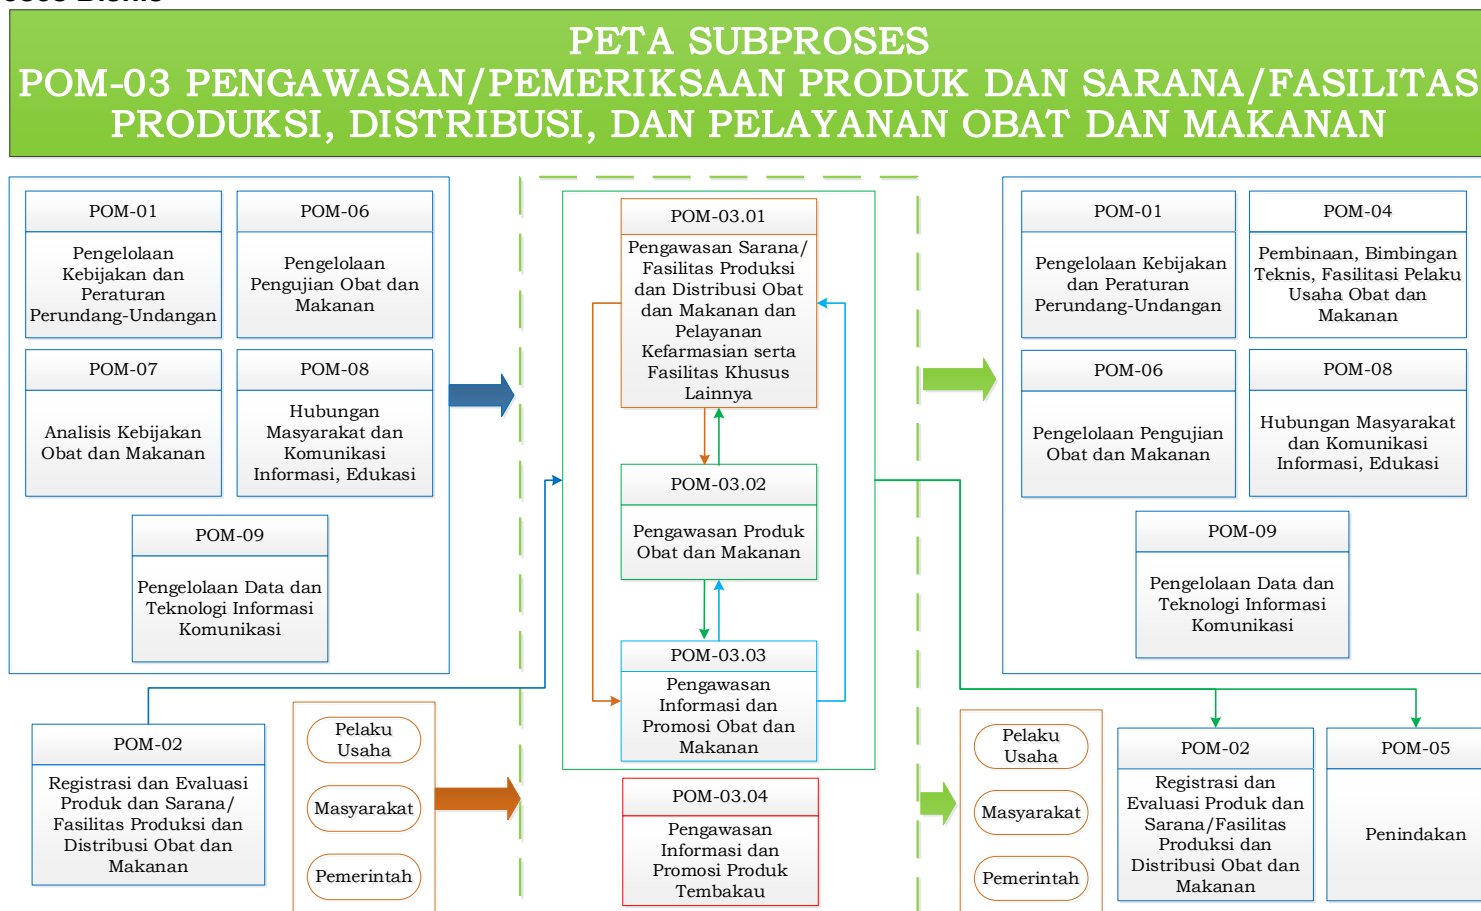 PETA SUBPROSES
POM-03 PENGAWASAN/PEMERIKSAAN PRODUK DAN SARANA/FASILITAS
PRODUKSI, DISTRIBUSI, DAN PELAYANAN OBAT DAN MAKANAN
POM-01
Pengelolaan
Kebijakan dan
Peraturan
Perundang-Undangan
POM-06
Pengelolaan
Pengujian Obat dan
Makanan
POM-07
Analisis Kebijakan
Obat dan Makanan
POM-08
Hubungan
Masyarakat dan
Komunikasi
Informasi, Edukasi
POM-09
Pengelolaan Data dan
Teknologi Informasi
Komunikasi
POM-02
Registrasi dan Evaluasi
Produk dan Sarana/
Fasilitas Produksi dan
Distribusi Obat dan
Makanan
Pelaku
Usaha
Masyarakat
Pemerintah
POM-03.01
Pengawasan Sarana/
Fasilitas Produksi
dan Distribusi Obat
dan Makanan dan
Pelayanan
Kefarmasian serta
Fasilitas Khusus
Lainnya
POM-03.02
Pengawasan Produk
Obat dan Makanan
POM-03.03
Pengawasan
Informasi dan
Promosi Obat dan
Makanan
POM-03.04
Pengawasan
Informasi dan
Promosi Produk
Tembakau
POM-01
Pengelolaan Kebijakan
dan Peraturan
Perundang-Undangan
POM-04
Pembinaan, Bimbingan
Teknis, Fasilitasi Pelaku
Usaha Obat dan
Makanan
POM-06
Pengelolaan Pengujian
Obat dan Makanan
POM-08
Hubungan Masyarakat
dan Komunikasi
Informasi, Edukasi
POM-09
Pengelolaan Data dan
Teknologi Informasi
Komunikasi
Pelaku
Usaha
Masyarakat
Pemerintah
POM-02
Registrasi dan
Evaluasi Produk dan
Sarana/Fasilitas
Produksi dan
Distribusi Obat dan
Makanan
POM-05
Penindakan